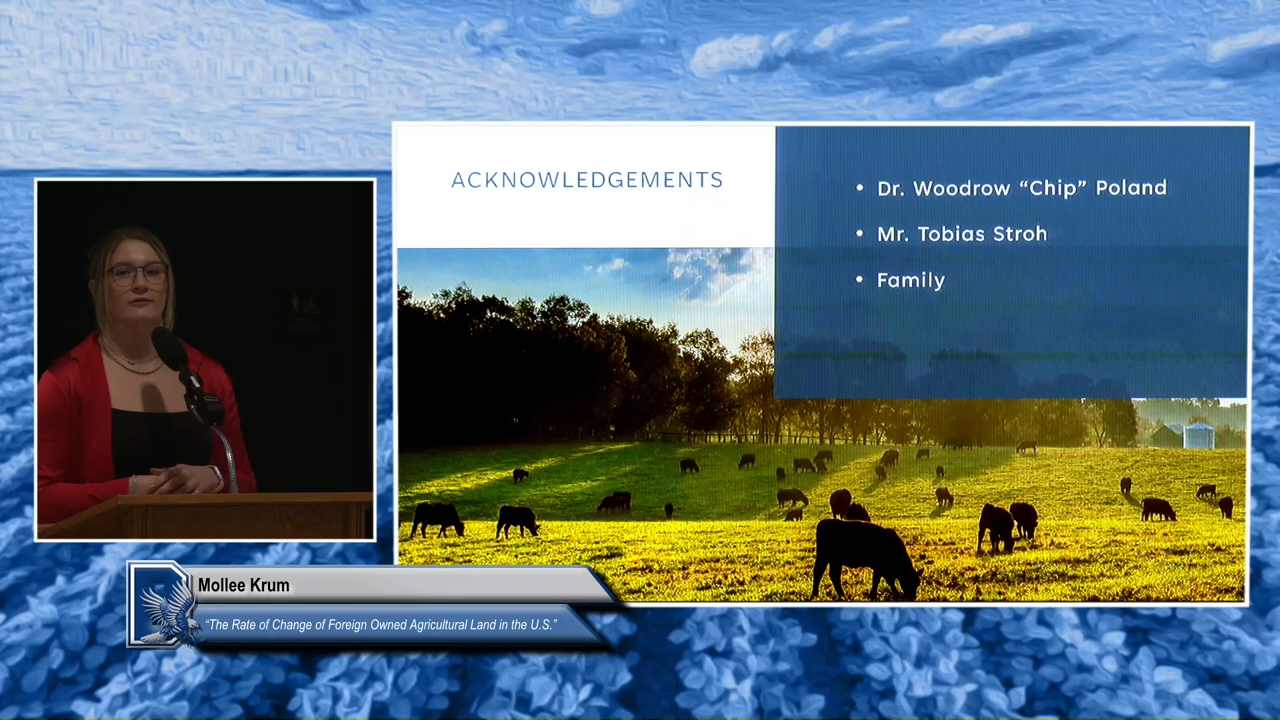 ACKNOWLEDGEMENTS
• Dr. Woodrow “Chip” Poland
• Mr. Tobias Stroh
• Family
Mollee Krum
“The Rate of Change of Foreign Owned Agricultural Land in the U.S.”